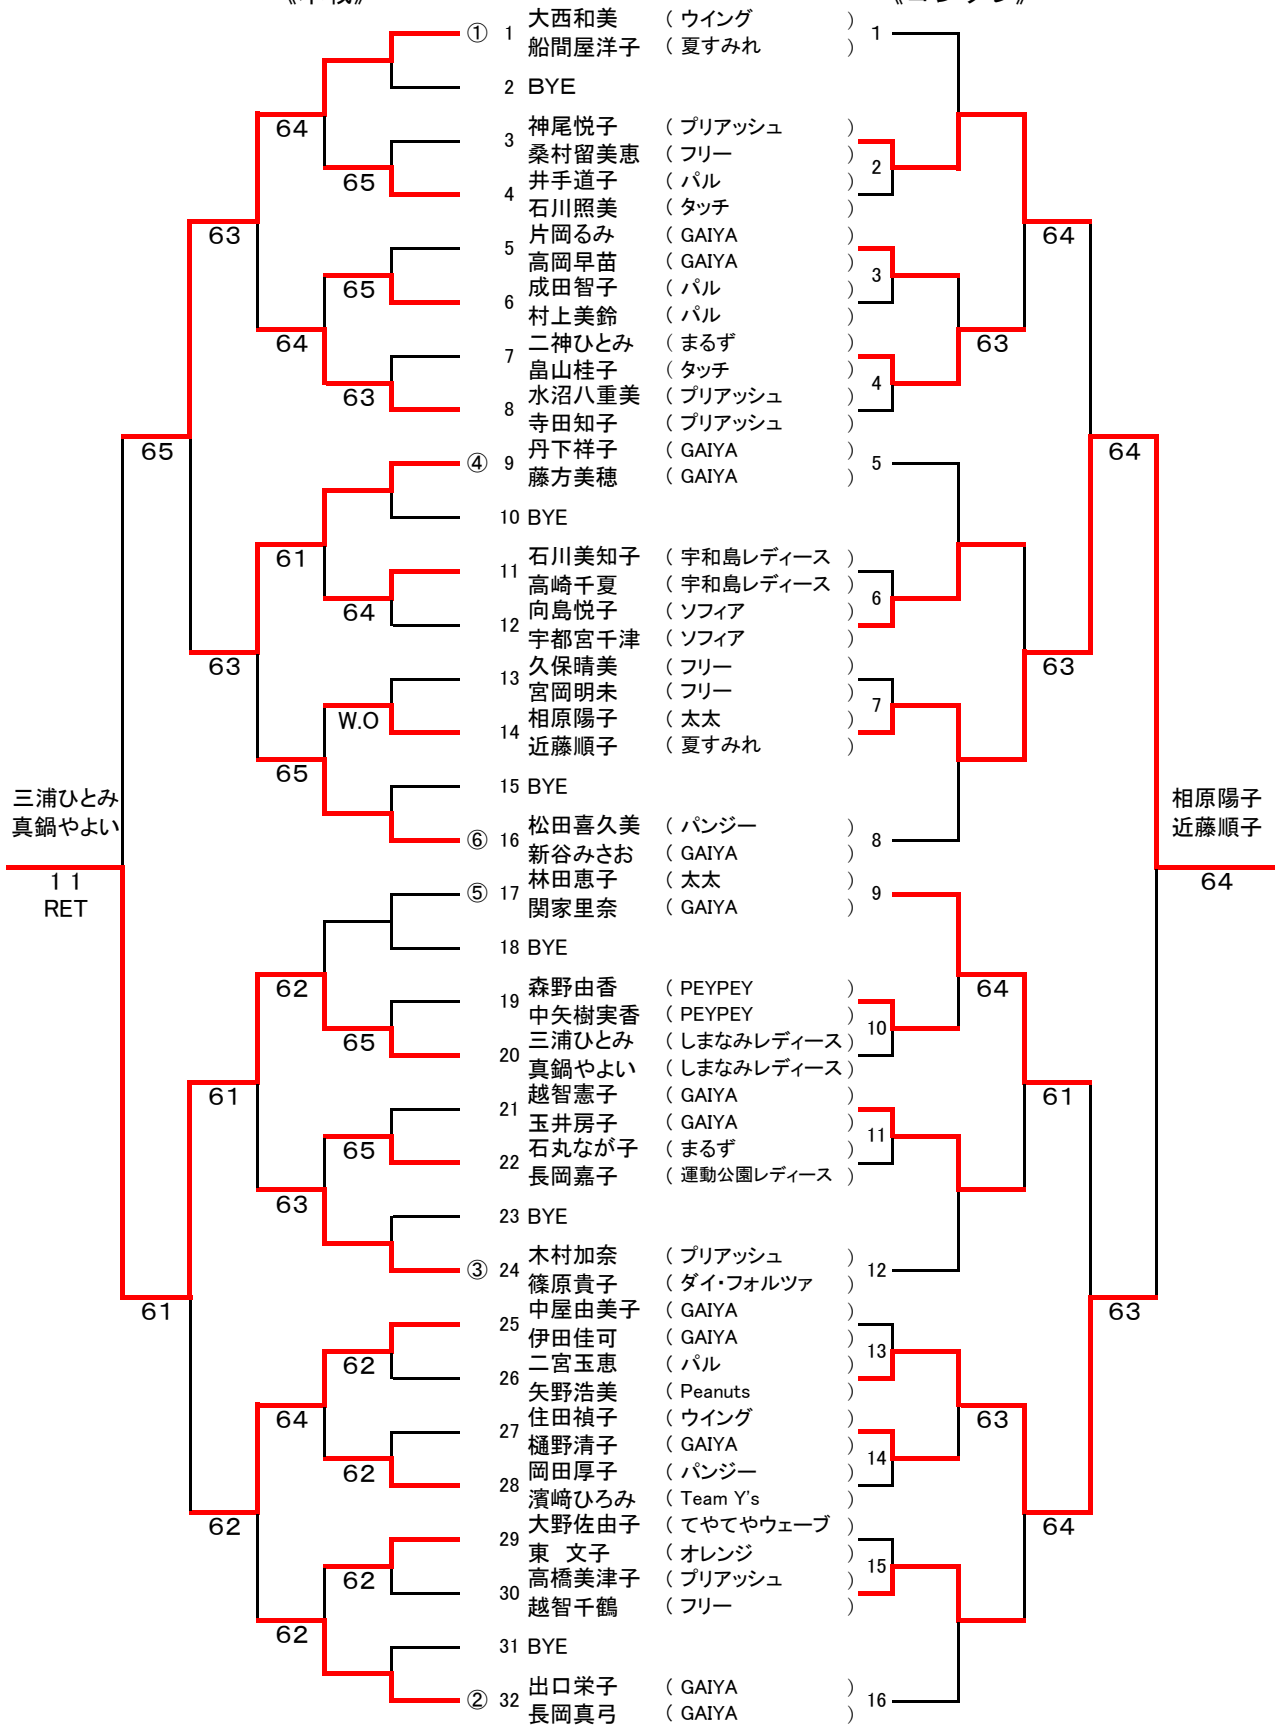 ① 1 大西和美 ( ウイング ) 1
船間屋洋子 ( 夏すみれ )
2 BYE
64
神尾悦子 ( プリアッシュ )
3
桑村留美恵 ( フリー ) 2
65
井手道子 ( パル )
4
石川照美 ( タッチ )
63 片岡るみ ( GAIYA ) 64
5
高岡早苗 ( GAIYA )
65 成田智子 ( パル ) 3
6
村上美鈴 ( パル )
64 二神ひとみ ( まるず ) 63
7
畠山桂子 ( タッチ )
63 水沼八重美 ( プリアッシュ ) 4
8
寺田知子 ( プリアッシュ )
65 丹下祥子 ( GAIYA ) 64
④ 9 5
藤方美穂 ( GAIYA )
10 BYE
61 石川美知子 ( 宇和島レディース )
11
高崎千夏 ( 宇和島レディース )
64 向島悦子 ( ソフィア ) 6
12
宇都宮千津 ( ソフィア )
63 久保晴美 ( フリー ) 63
13
宮岡明未 ( フリー )
W.O 相原陽子 ( 太太 ) 7
14
近藤順子 ( 夏すみれ )
65
15 BYE
三浦ひとみ 相原陽子
真鍋やよい 近藤順子
松田喜久美 ( パンジー )
⑥ 16 8
新谷みさお ( GAIYA )
1 1 林田恵子 ( 太太 ) 64
RET ⑤ 17 9
関家里奈 ( GAIYA )
18 BYE
62 森野由香 ( PEYPEY ) 64
19
中矢樹実香 ( PEYPEY )
65 三浦ひとみ ( しまなみレディース ) 10
20
真鍋やよい ( しまなみレディース )
61 越智憲子 ( GAIYA ) 61
21
玉井房子 ( GAIYA )
65 石丸なが子 ( まるず ) 11
22
長岡嘉子 ( 運動公園レディース )
63
23 BYE
木村加奈 ( プリアッシュ )
③ 24 12
篠原貴子 ( ダイ・フォルツァ )
61 中屋由美子 ( GAIYA ) 63
25
伊田佳可 ( GAIYA )
62 二宮玉恵 ( パル ) 13
26
矢野浩美 ( Peanuts )
64 住田禎子 ( ウイング ) 63
27
樋野清子 ( GAIYA )
62 岡田厚子 ( パンジー ) 14
28
濱﨑ひろみ ( Team Y's )
62 大野佐由子 ( てやてやウェーブ ) 64
29
東 文子 ( オレンジ )
62 高橋美津子 ( プリアッシュ ) 15
30
越智千鶴 ( フリー )
62
31 BYE
出口栄子 ( GAIYA )
② 32 16
長岡真弓 ( GAIYA )